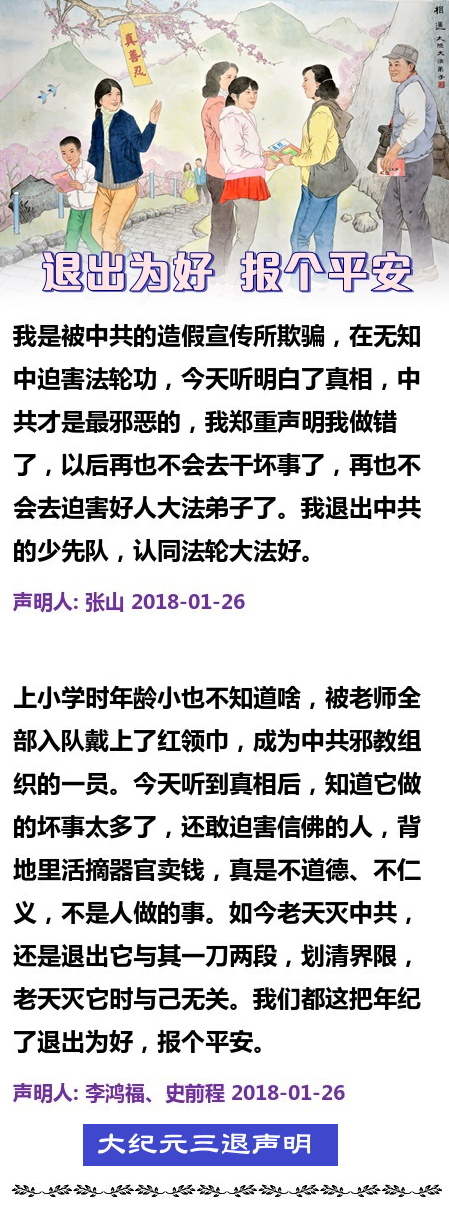 相逼
大陸大法弟子
真善忍
退出为好 报个平安
我是被中共的造假宣传所欺骗，在无知
中迫害法轮功，今天听明白了真相，中
共才是最邪恶的，我郑重声明我做错
了，以后再也不会去干坏事了，再也不
会去迫害好人大法弟子了。我退出中共
的少先队，认同法轮大法好。
声明人: 张山 2018-01-26
上小学时年龄小也不知道啥，被老师全
部入队戴上了红领巾，成为中共邪教组
织的一员。今天听到真相后，知道它做
的坏事太多了，还敢迫害信佛的人，背
地里活摘器官卖钱，真是不道德、不仁
义，不是人做的事。如今老天灭中共，
还是退出它与其一刀两段，划清界限，
老天灭它时与己无关。我们都这把年纪
了退出为好，报个平安。
声明人: 李鸿福、史前程 2018-01-26
大纪元三退声明